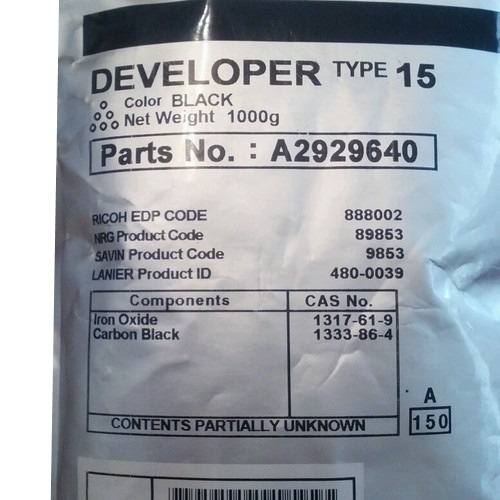 DEVELOPER TYPE 15
Color BLACK
Net Weight 1000g
Parts No. : A2929640
RICOH EDP CODE 888002
NRG Product Code 89853
SAVIN Product Code 9853
LANIER Product ID 480-0039
Components CAS No.
Iron Oxide 1317-61-9
Carbon Black 1333-86-4
CONTENTS PARTIALLY UNKNOWN
A
150